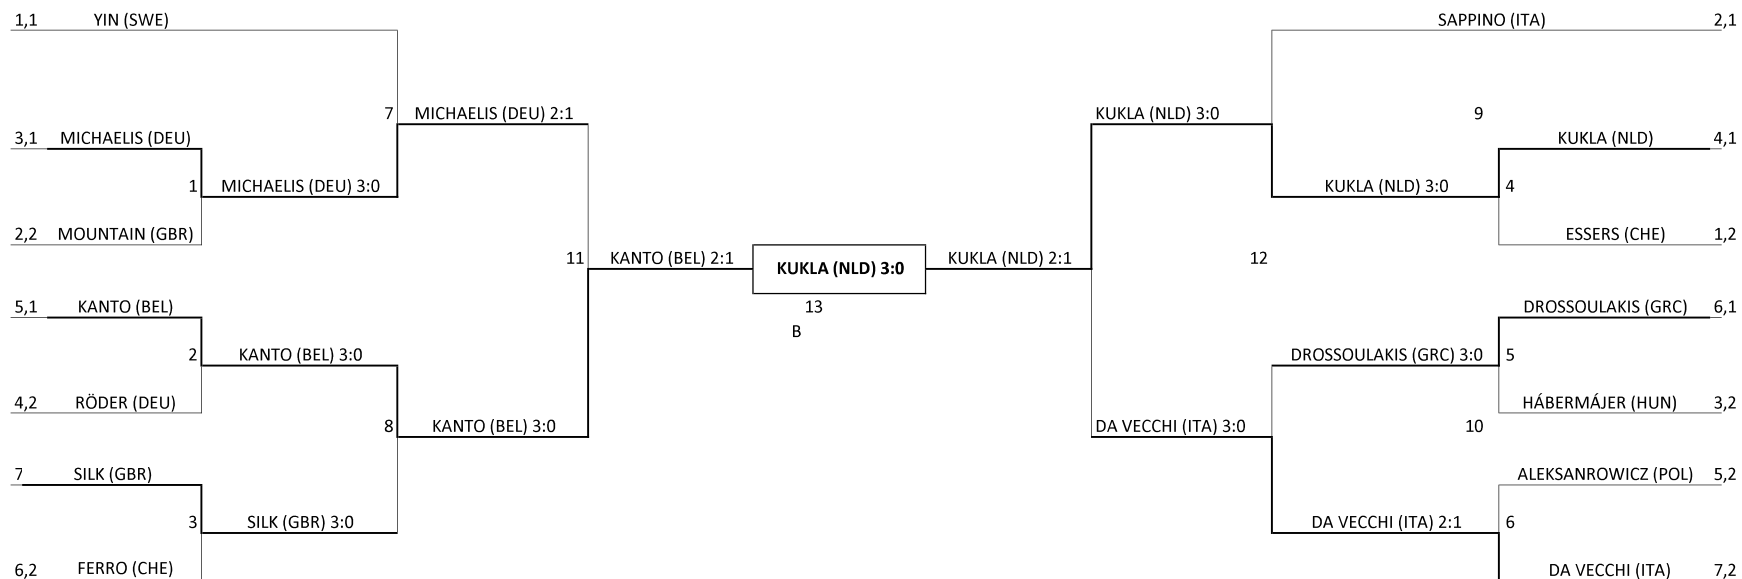 1,1 YIN (SWE) SAPPINO (ITA) 2,1
7 MICHAELIS (DEU) 2:1 KUKLA (NLD) 3:0 9
3,1 MICHAELIS (DEU) KUKLA (NLD) 4,1
1 MICHAELIS (DEU) 3:0 KUKLA (NLD) 3:0 4
2,2 MOUNTAIN (GBR) ESSERS (CHE) 1,2
11 KANTO (BEL) 2:1 KUKLA (NLD) 3:0 KUKLA (NLD) 2:1 12
5,1 KANTO (BEL) 13 DROSSOULAKIS (GRC) 6,1
B
2 KANTO (BEL) 3:0 DROSSOULAKIS (GRC) 3:0 5
4,2 RÖDER (DEU) HÁBERMÁJER (HUN) 3,2
8 KANTO (BEL) 3:0 DA VECCHI (ITA) 3:0 10
7 SILK (GBR) ALEKSANROWICZ (POL) 5,2
3 SILK (GBR) 3:0 DA VECCHI (ITA) 2:1 6
6,2 FERRO (CHE) DA VECCHI (ITA) 7,2